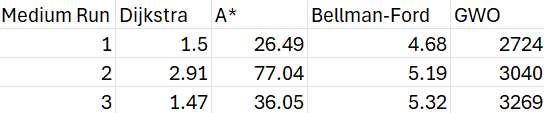 Medium Run Dijkstra A* Bellman-Ford GWO
1 1.5 26.49 4.68 2724
2 2.91 77.04 5.19 3040
3 1.47 36.05 5.32 3269